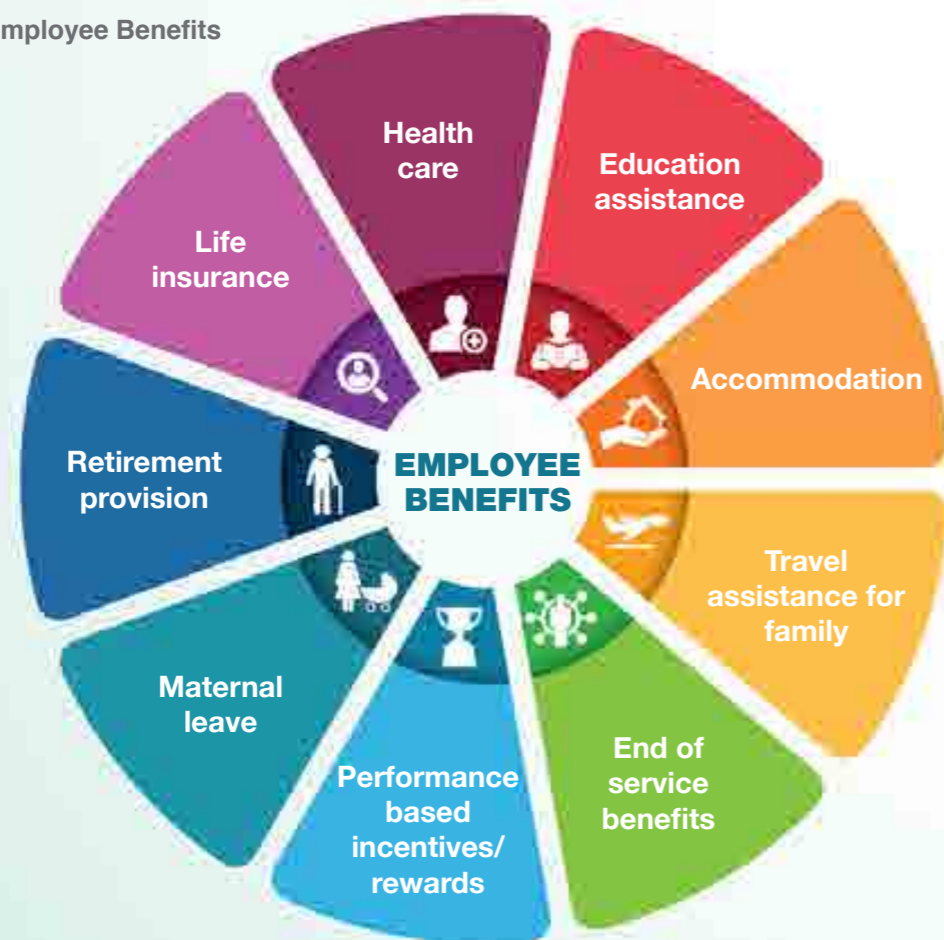 mployee Benefits
Health
care
Education
assistance
Accommodation
Travel
assistance for
family
End of
service
benefits
Performance
based
incentives/
rewards
Maternal
leave
Retirement
provision
Life
insurance
EMPLOYEE
BENEFITS